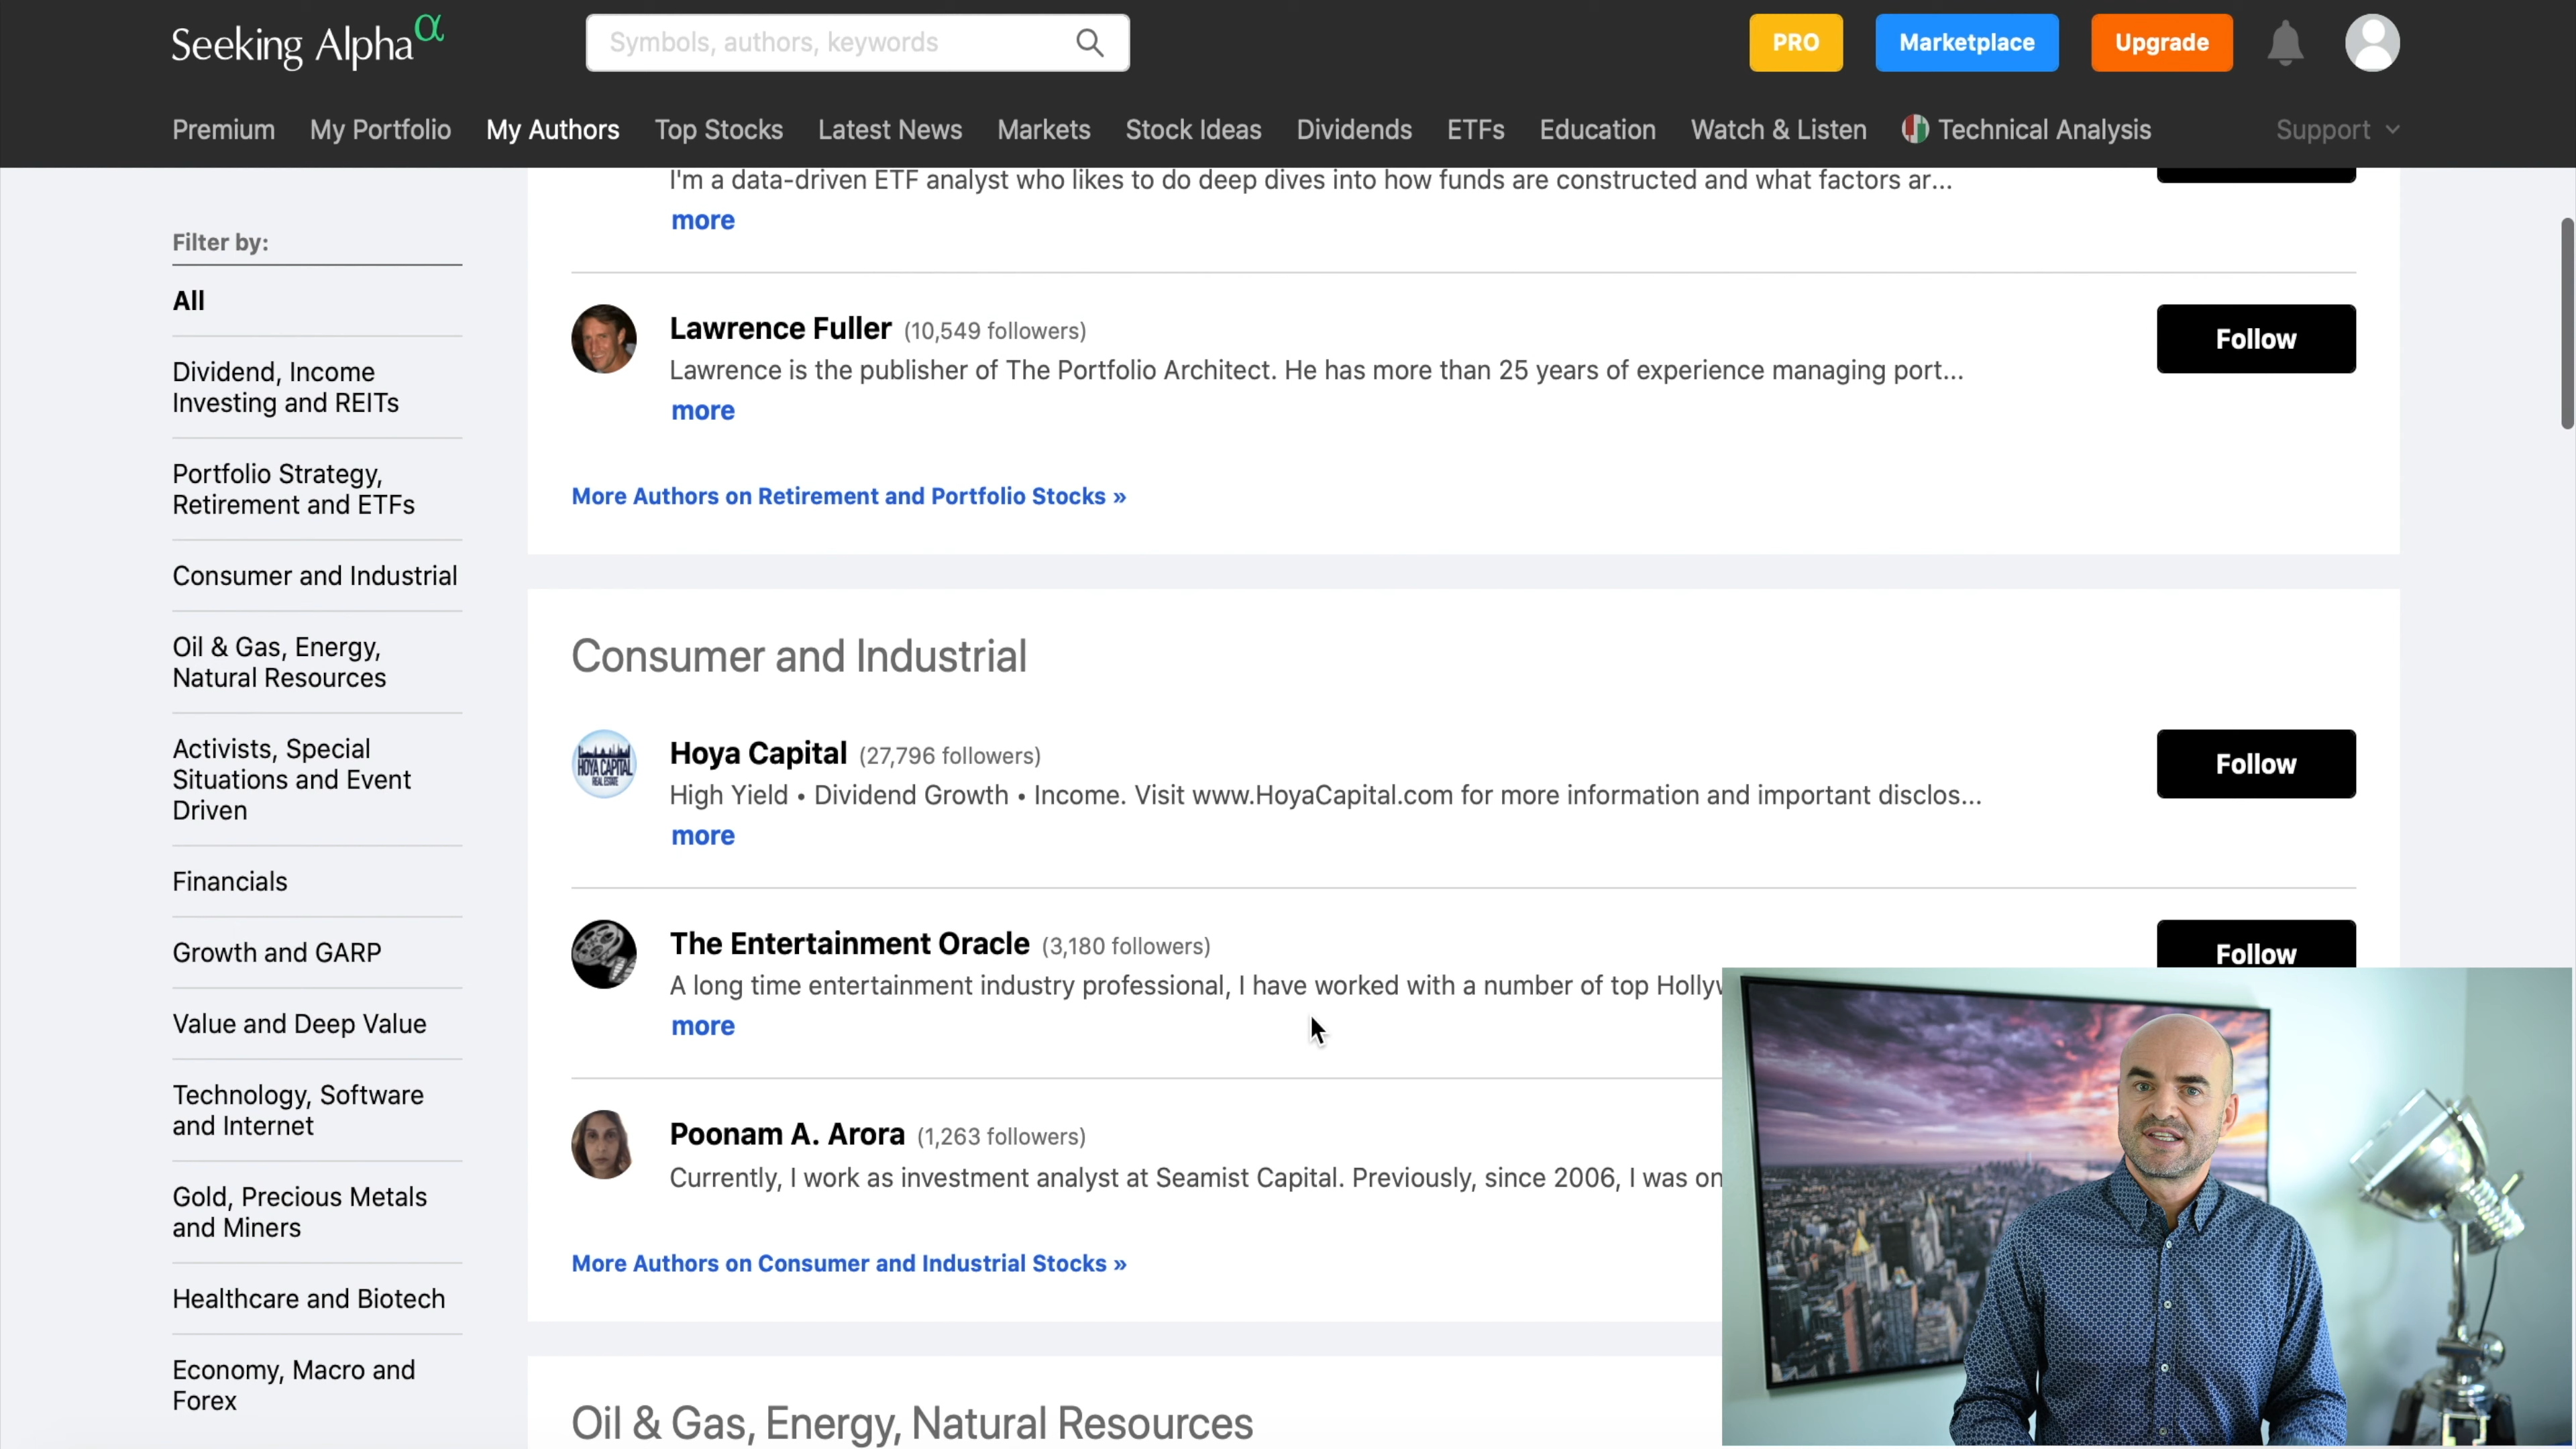 Seeking Alpha α
Symbols, authors, keywords
PRO
Marketplace
Upgrade
Premium
My Portfolio
My Authors
Top Stocks
Latest News
Markets
Stock Ideas
Dividends
ETFs
Education
Watch & Listen
Technical Analysis
Support
Filter by:
All
Dividend, Income
Investing and REITs
Portfolio Strategy,
Retirement and ETFs
Consumer and Industrial
Oil & Gas, Energy,
Natural Resources
Activists, Special
Situations and Event
Driven
Financials
Growth and GARP
Value and Deep Value
Technology, Software
and Internet
Gold, Precious Metals
and Miners
Healthcare and Biotech
Economy, Macro and
Forex
I'm a data-driven ETF analyst who likes to do deep dives into how funds are constructed and what factors ar...
more
Lawrence Fuller (10,549 followers)
Follow
Lawrence is the publisher of The Portfolio Architect. He has more than 25 years of experience managing port...
more
More Authors on Retirement and Portfolio Stocks »
Consumer and Industrial
HOYA CAPITAL
REAL ESTATE
Hoya Capital (27,796 followers)
Follow
High Yield • Dividend Growth • Income. Visit www.HoyaCapital.com for more information and important disclos...
more
The Entertainment Oracle (3,180 followers)
Follow
A long time entertainment industry professional, I have worked with a number of top
more
Poonam A. Arora (1,263 followers)
Currently, I work as investment analyst at Seamist Capital. Previously, since 2006, I was on
More Authors on Consumer and Industrial Stocks »
Oil & Gas, Energy, Natural Resources